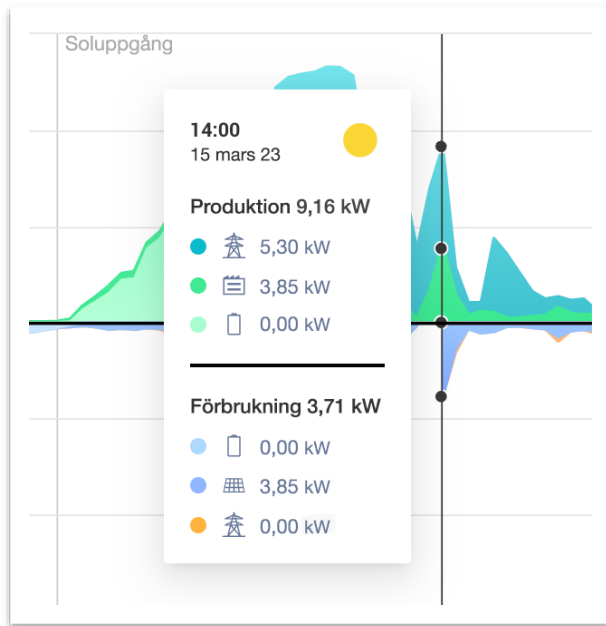 Soluppgång
14:00
15 mars 23
Produktion 9,16 kW
5,30 kW
3,85 kW
0,00 kW
Förbrukning 3,71 kW
0,00 kW
3,85 kW
0,00 kW